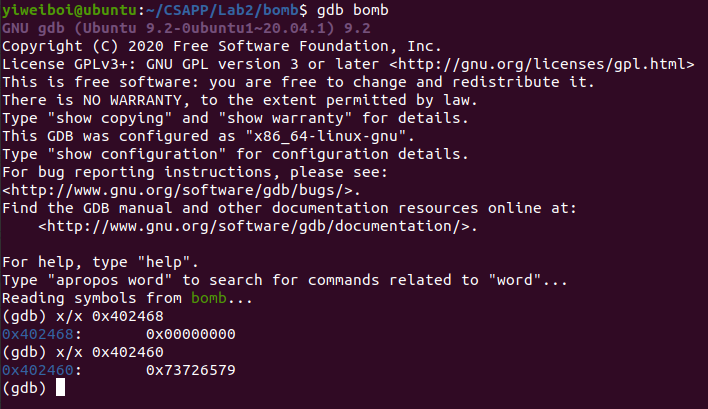 yiweiboi@ubuntu:~/CSAPP/Lab2/bomb$ gdb bomb
GNU gdb (Ubuntu 9.2-0ubuntu1~20.04.1) 9.2
Copyright (C) 2020 Free Software Foundation, Inc.
License GPLv3+: GNU GPL version 3 or later <http://gnu.org/licenses/gpl.html>
This is free software: you are free to change and redistribute it.
There is NO WARRANTY, to the extent permitted by law.
Type "show copying" and "show warranty" for details.
This GDB was configured as "x86_64-linux-gnu".
Type "show configuration" for configuration details.
For bug reporting instructions, please see:
<http://www.gnu.org/software/gdb/bugs/>.
Find the GDB manual and other documentation resources online at:
    <http://www.gnu.org/software/gdb/documentation/>.

For help, type "help".
Type "apropos word" to search for commands related to "word"...
Reading symbols from bomb...
(gdb) x/x 0x402468
0x402468:       0x00000000
(gdb) x/x 0x402460
0x402460:       0x73726579
(gdb)